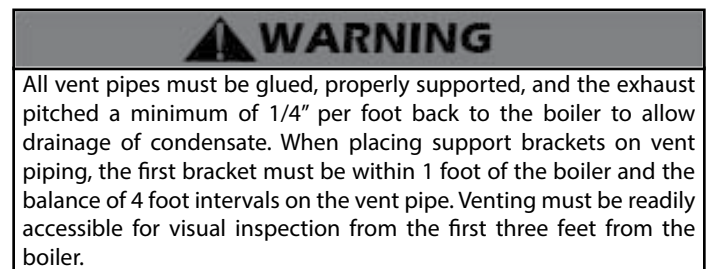 WARNING
All vent pipes must be glued, properly supported, and the exhaust
pitched a minimum of 1/4” per foot back to the boiler to allow
drainage of condensate. When placing support brackets on vent
piping, the first bracket must be within 1 foot of the boiler and the
balance of 4 foot intervals on the vent pipe. Venting must be readily
accessible for visual inspection from the first three feet from the
boiler.